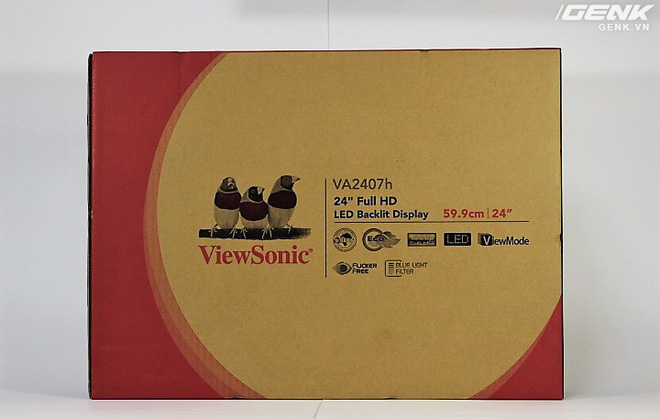 GENK
GENK.VN
VA2407h
24" Full HD
LED Backlit Display 59.9cm | 24"
ViewSonic®
ECO
LED
ViewMode
FLICKER
FREE
BLUE LIGHT
FILTER